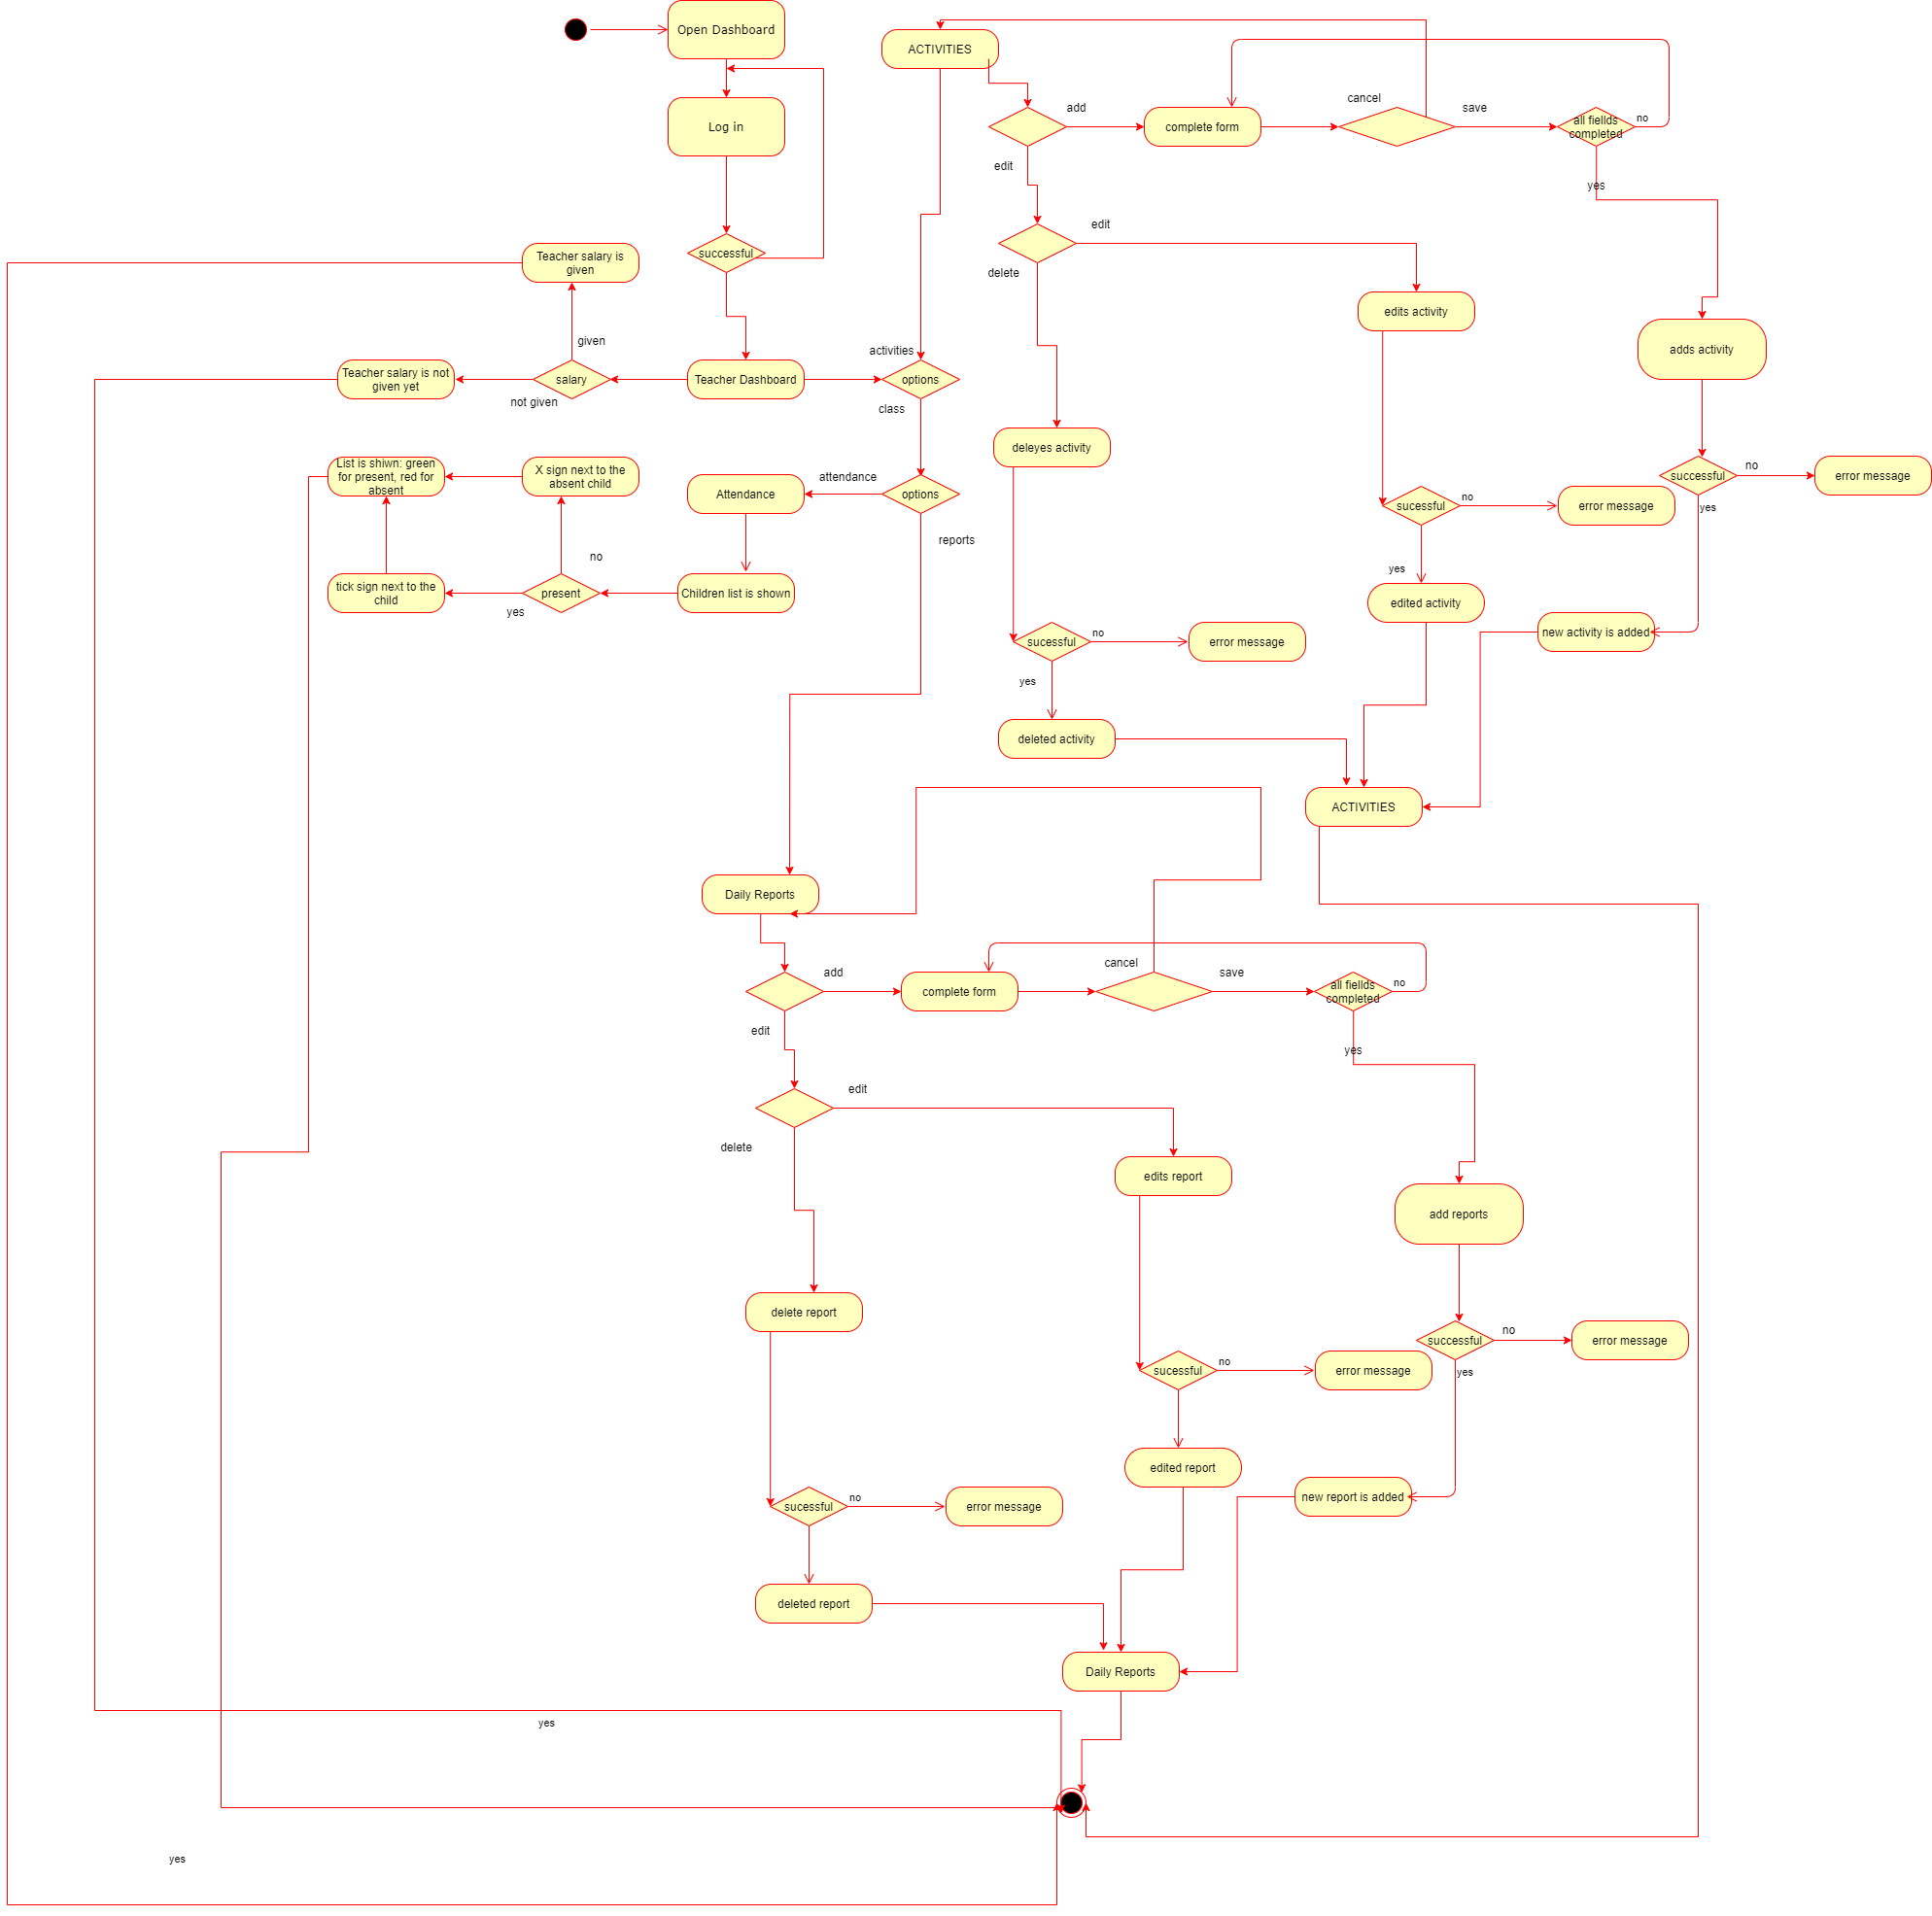 Open Dashboard
ACTIVITIES
add
complete form
cancel
save
all fiellds
completed
no
Log in
edit
yes
edit
delete
successful
Teacher salary is
given
edits activity
given
activities
adds activity
Teacher salary is not
given yet
salary
not given
Teacher Dashboard
options
class
deleyes activity
List is shiwn: green
for present, red for
absent
X sign next to the
absent child
attendance
Attendance
options
successful
no
error message
yes
sucessful
no
error message
reports
no
yes
tick sign next to the
child
present
yes
Children list is shown
edited activity
sucessful
no
error message
new activity is added
yes
deleted activity
ACTIVITIES
Daily Reports
cancel
add
save
complete form
all fiellds
completed
no
edit
yes
edit
delete
edits report
add reports
delete report
successful
no
error message
yes
sucessful
no
error message
edited report
new report is added
sucessful
no
error message
deleted report
Daily Reports
yes
yes